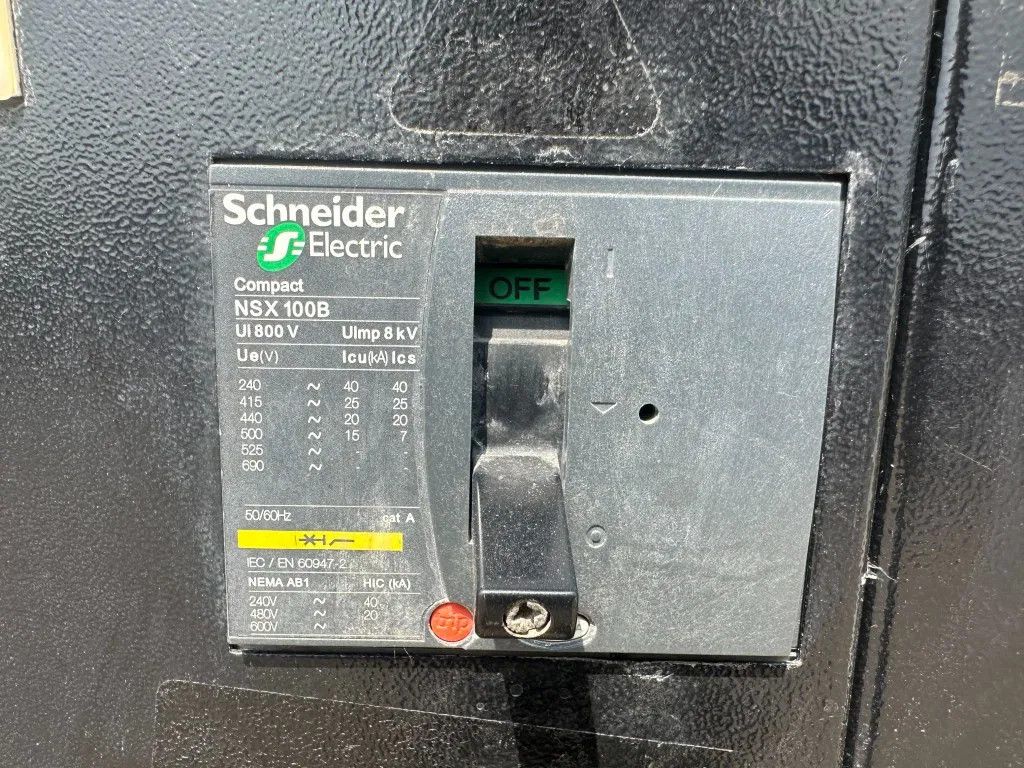 Schneider
Electric
Compact
NSX 100B
UI 800 V UImp 8 kV
Ue(V) Icu(kA) Ics
240 ~ 40 40
415 ~ 25 25
440 ~ 20 20
500 ~ 15 7
525 ~ - -
690 ~ - -
50/60Hz cat A
IEC / EN 60947-2
NEMA AB1 HIC (kA)
240V ~ 40
480V ~ 20
600V ~ -
OFF
I
O